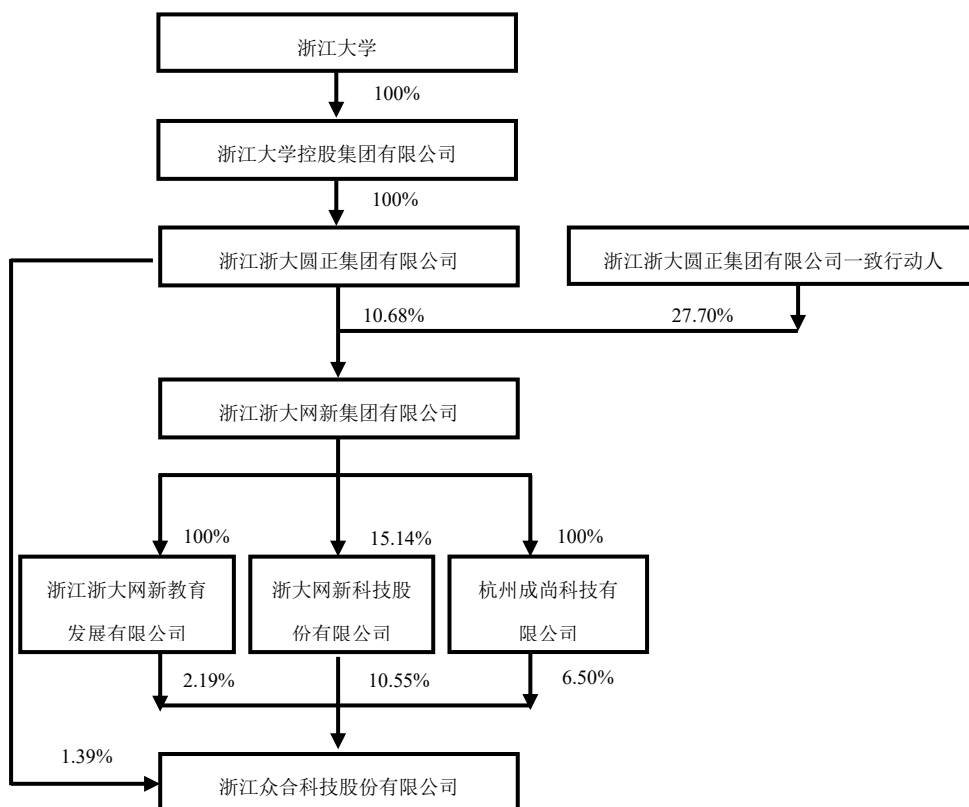 浙江大学
100%
浙江大学控股集团有限公司
100%
浙江浙大圆正集团有限公司
浙江浙大圆正集团有限公司一致行动人
10.68%
27.70%
浙江浙大网新集团有限公司
100%
15.14%
100%
浙江浙大网新教育
发展有限公司
浙大网新科技股
份有限公司
杭州成尚科技有
限公司
2.19%
10.55%
6.50%
1.39%
浙江众合科技股份有限公司